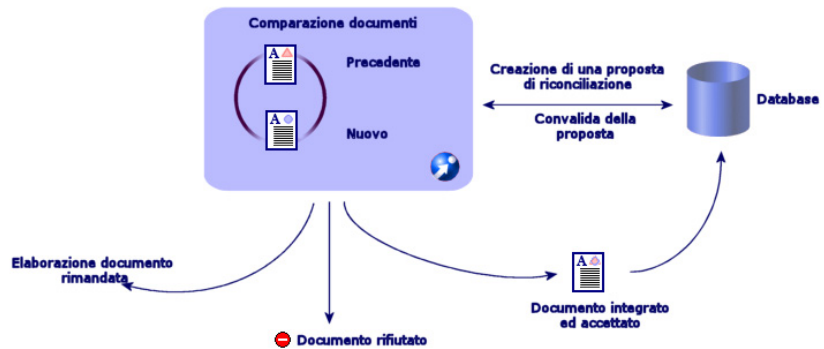 Comparazione documenti
A
Precedente
A
Nuovo
Creazione di una proposta
di riconciliazione
Convalida della
proposta
Database
Elaborazione documento
rimandata
A
Documento integrato
ed accettato
Documento rifiutato